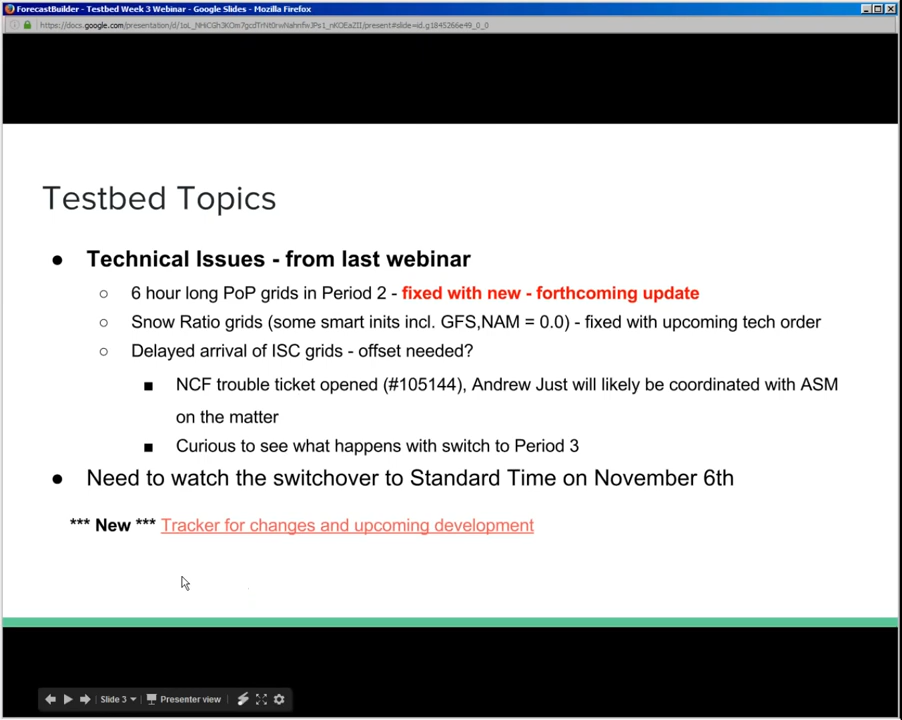 ForecastBuilder - Testbed Week 3 Webinar - Google Slides - Mozilla Firefox
Testbed Topics
● Technical Issues - from last webinar
○ 6 hour long PoP grids in Period 2 - fixed with new - forthcoming update
○ Snow Ratio grids (some smart inits incl. GFS,NAM = 0.0) - fixed with upcoming tech order
○ Delayed arrival of ISC grids - offset needed?
■ NCF trouble ticket opened (#105144), Andrew Just will likely be coordinated with ASM
on the matter
■ Curious to see what happens with switch to Period 3
● Need to watch the switchover to Standard Time on November 6th
*** New *** Tracker for changes and upcoming development
Slide 3
Presenter view